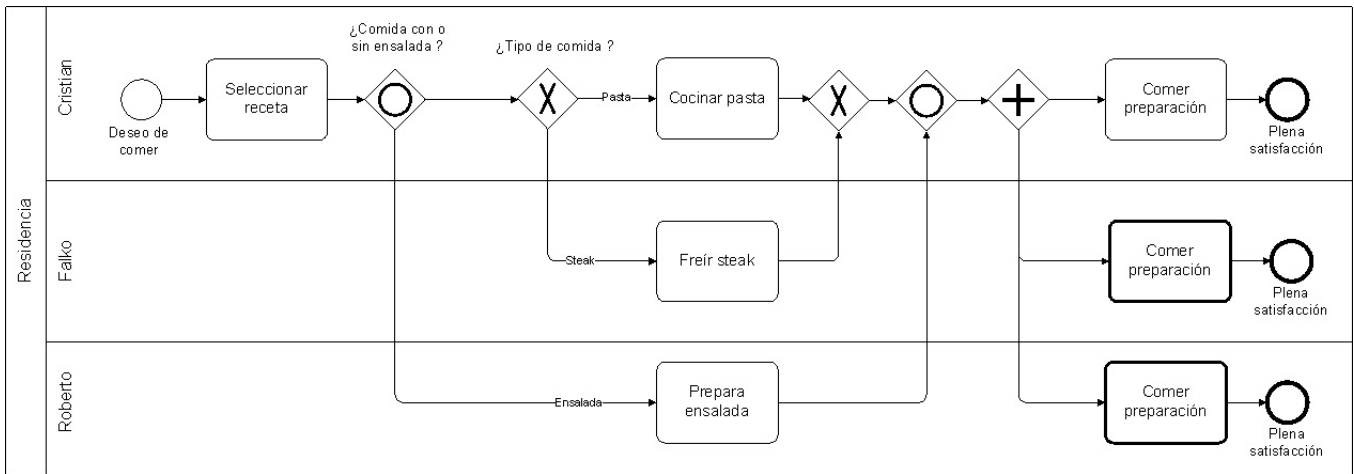 Residencia
Cristian
¿Comida con o
sin ensalada ?
¿Tipo de comida ?
Deseo de
comer
Seleccionar
receta
Pasta
Cocinar pasta
Comer
preparación
Plena
satisfacción
Falko
Steak
Freír steak
Comer
preparación
Plena
satisfacción
Roberto
Ensalada
Prepara
ensalada
Comer
preparación
Plena
satisfacción